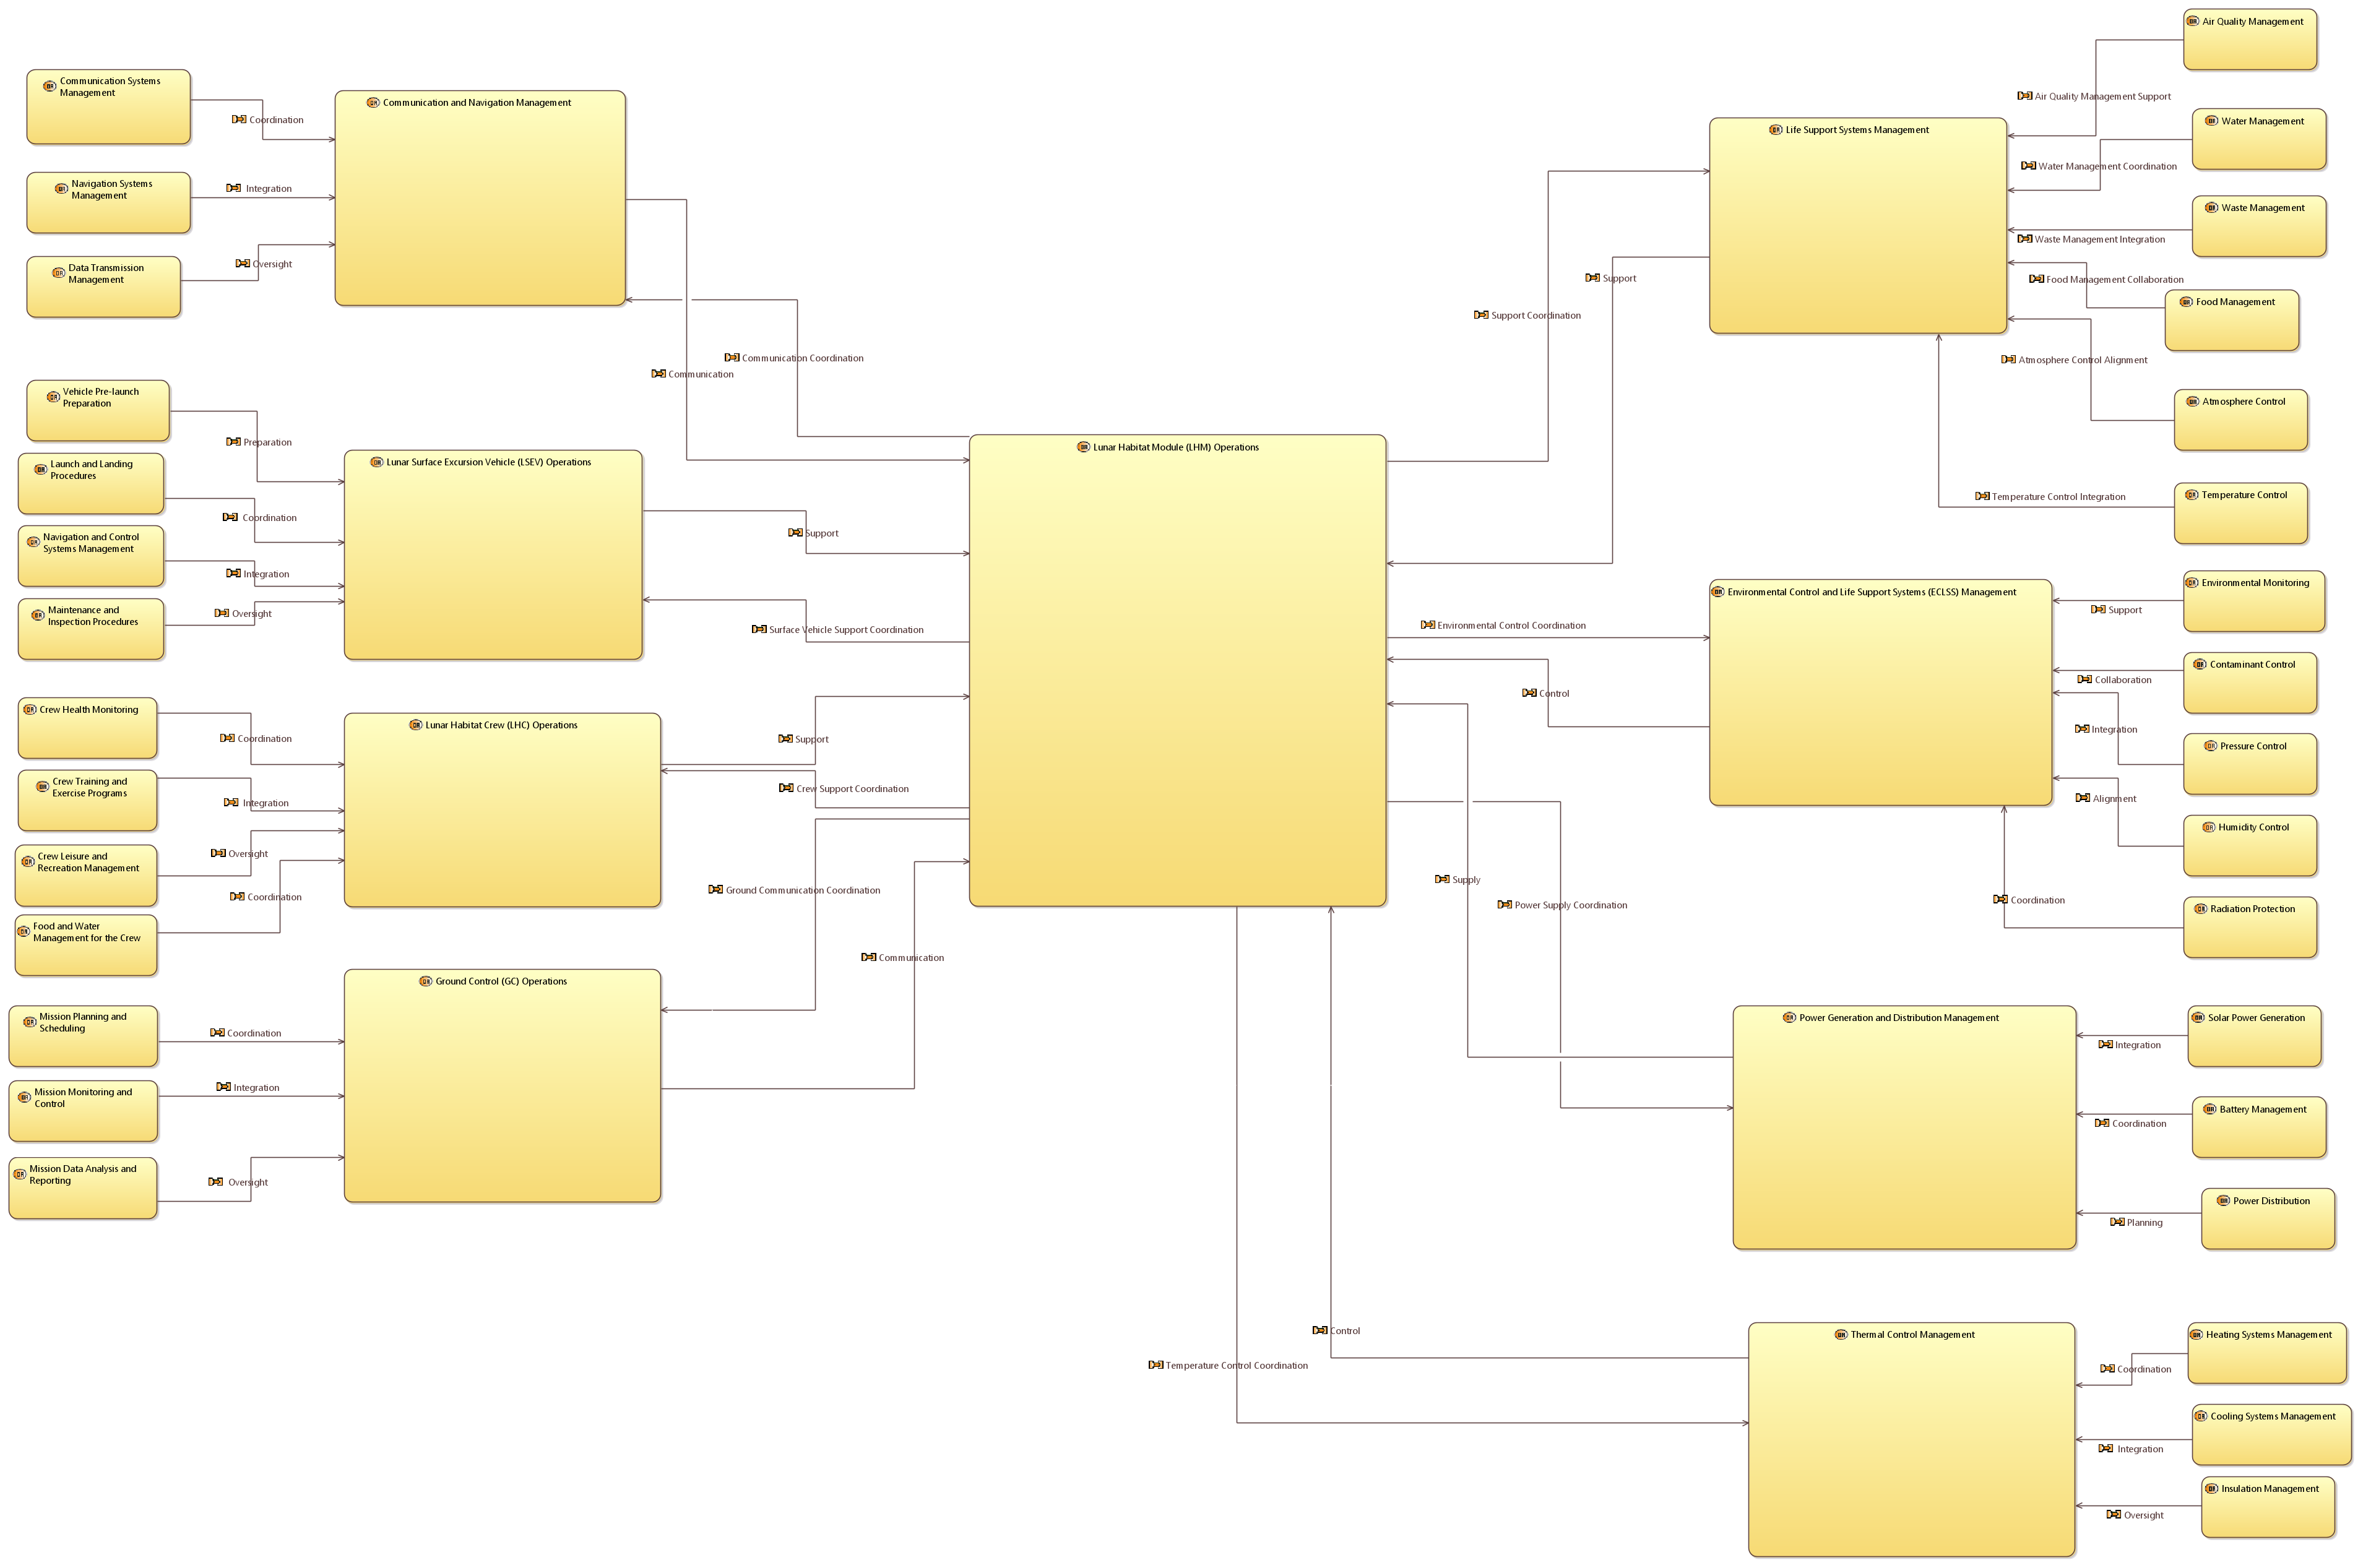 Communication Systems
Management
Coordination
Navigation Systems
Management
Integration
Data Transmission
Management
Oversight
Communication and Navigation Management
Communication Coordination
Communication
Vehicle Pre-launch
Preparation
Preparation
Launch and Landing
Procedures
Coordination
Navigation and Control
Systems Management
Integration
Maintenance and
Inspection Procedures
Oversight
Lunar Surface Excursion Vehicle (LSEV) Operations
Support
Surface Vehicle Support Coordination
Crew Health Monitoring
Coordination
Crew Training and
Exercise Programs
Integration
Crew Leisure and
Recreation Management
Oversight
Food and Water
Management for the Crew
Coordination
Lunar Habitat Crew (LHC) Operations
Support
Crew Support Coordination
Ground Communication Coordination
Communication
Mission Planning and
Scheduling
Coordination
Mission Monitoring and
Control
Integration
Mission Data Analysis and
Reporting
Oversight
Ground Control (GC) Operations
Lunar Habitat Module (LHM) Operations
Support Coordination
Support
Environmental Control Coordination
Control
Supply
Power Supply Coordination
Control
Temperature Control Coordination
Life Support Systems Management
Air Quality Management
Air Quality Management Support
Water Management
Water Management Coordination
Waste Management
Waste Management Integration
Food Management Collaboration
Food Management
Atmosphere Control Alignment
Atmosphere Control
Temperature Control Integration
Temperature Control
Environmental Control and Life Support Systems (ECLSS) Management
Environmental Monitoring
Support
Contaminant Control
Collaboration
Integration
Pressure Control
Alignment
Humidity Control
Coordination
Radiation Protection
Power Generation and Distribution Management
Solar Power Generation
Integration
Battery Management
Coordination
Power Distribution
Planning
Thermal Control Management
Heating Systems Management
Coordination
Cooling Systems Management
Integration
Insulation Management
Oversight